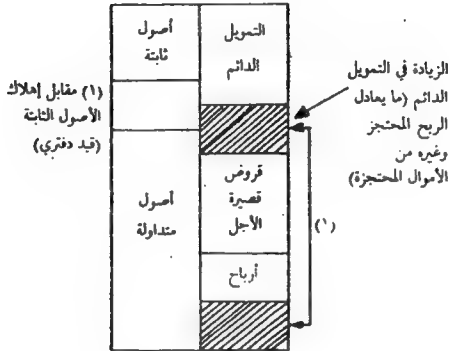 أصول
ثابتة
التمويل
الدائم
الزيادة في التمويل
الدائم (ما يعادل
الربح المحتجز
وغيره من
الأموال المحتجزة)
(١) مقابل إهلاك
الأصول الثابتة
(قيد دفتري)
قروض
قصيرة
الأجل
أصول
متداولة
(١)
أرباح